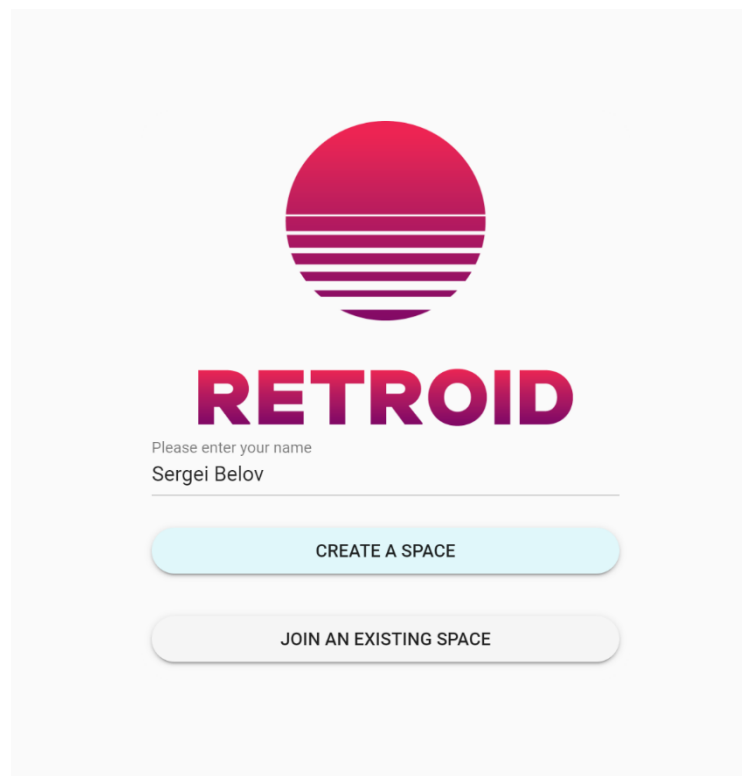 RETROID
Please enter your name
Sergei Belov
CREATE A SPACE
JOIN AN EXISTING SPACE